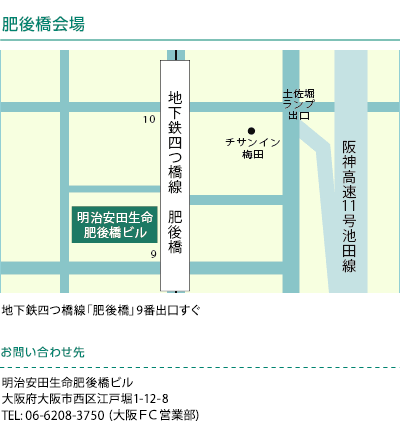 肥後橋会場
土佐堀
ランプ
出口
10
地下鉄四つ橋線 肥後橋
チサンイン
梅田
阪神高速11号池田線
明治安田生命
肥後橋ビル
9
地下鉄四つ橋線「肥後橋」9番出口すぐ
お問い合わせ先
明治安田生命肥後橋ビル
大阪府大阪市西区江戸堀1-12-8
TEL: 06-6208-3750 (大阪FC営業部)